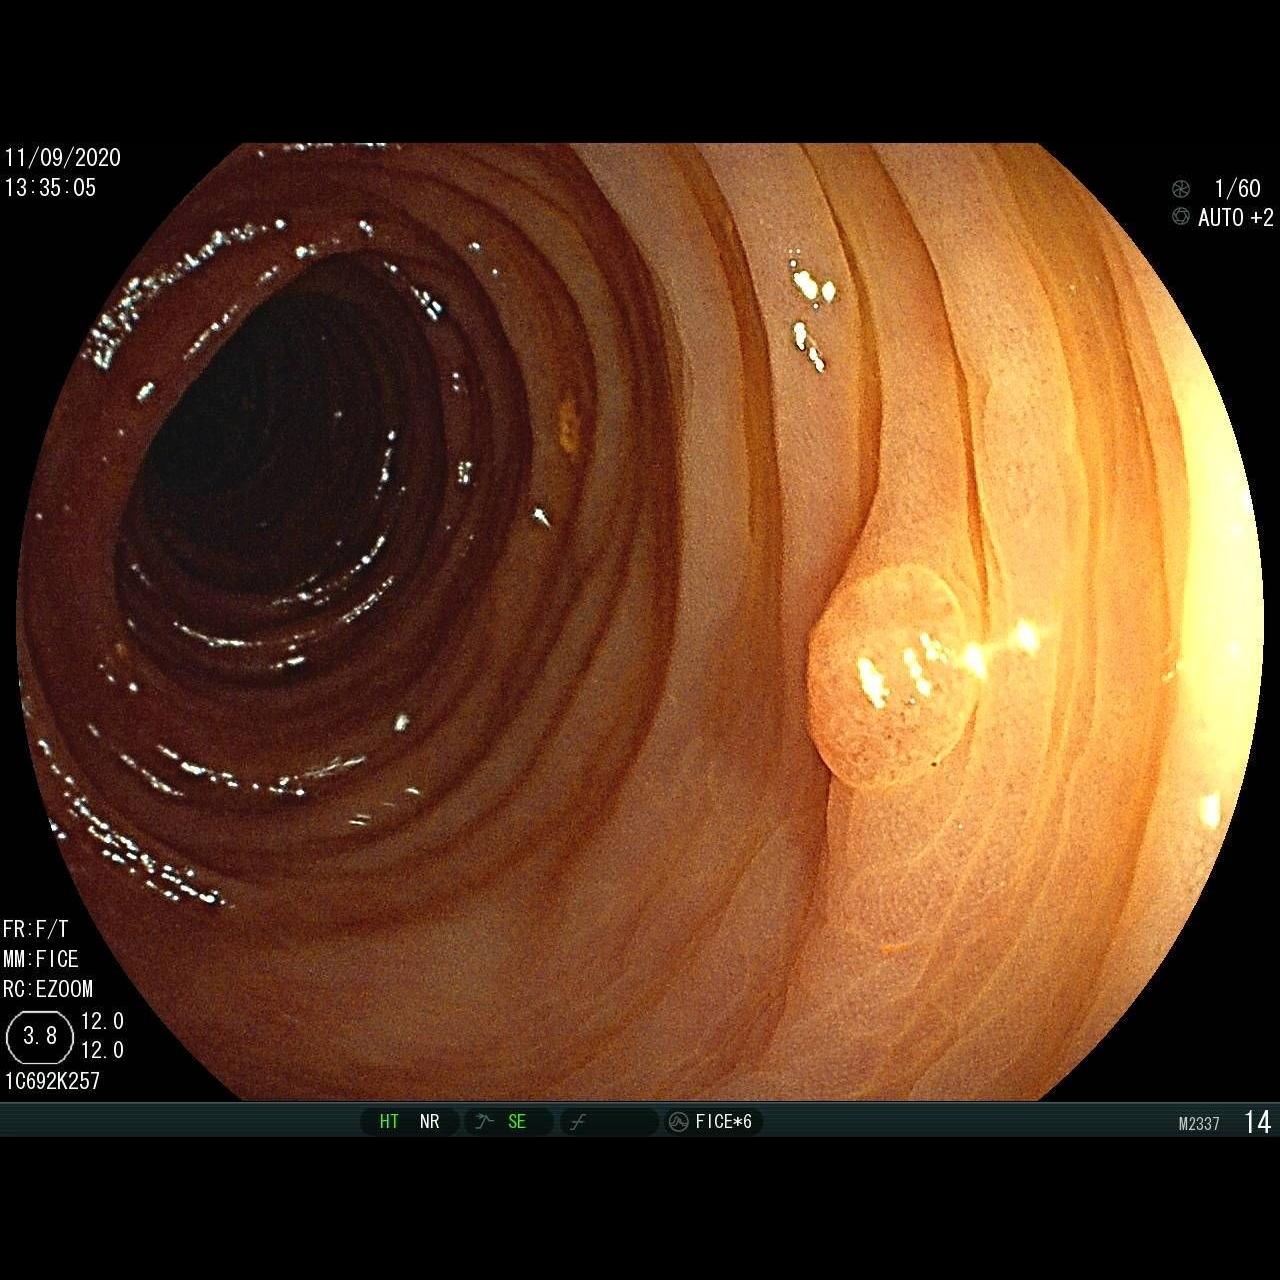 11/09/2020
13:35:05
1/60
AUTO +2
FR:F/T
MM:FICE
RC:EZOOM
3.8
12.0
12.0
1C692K257
HT NR SE FICE*6
M2337 14